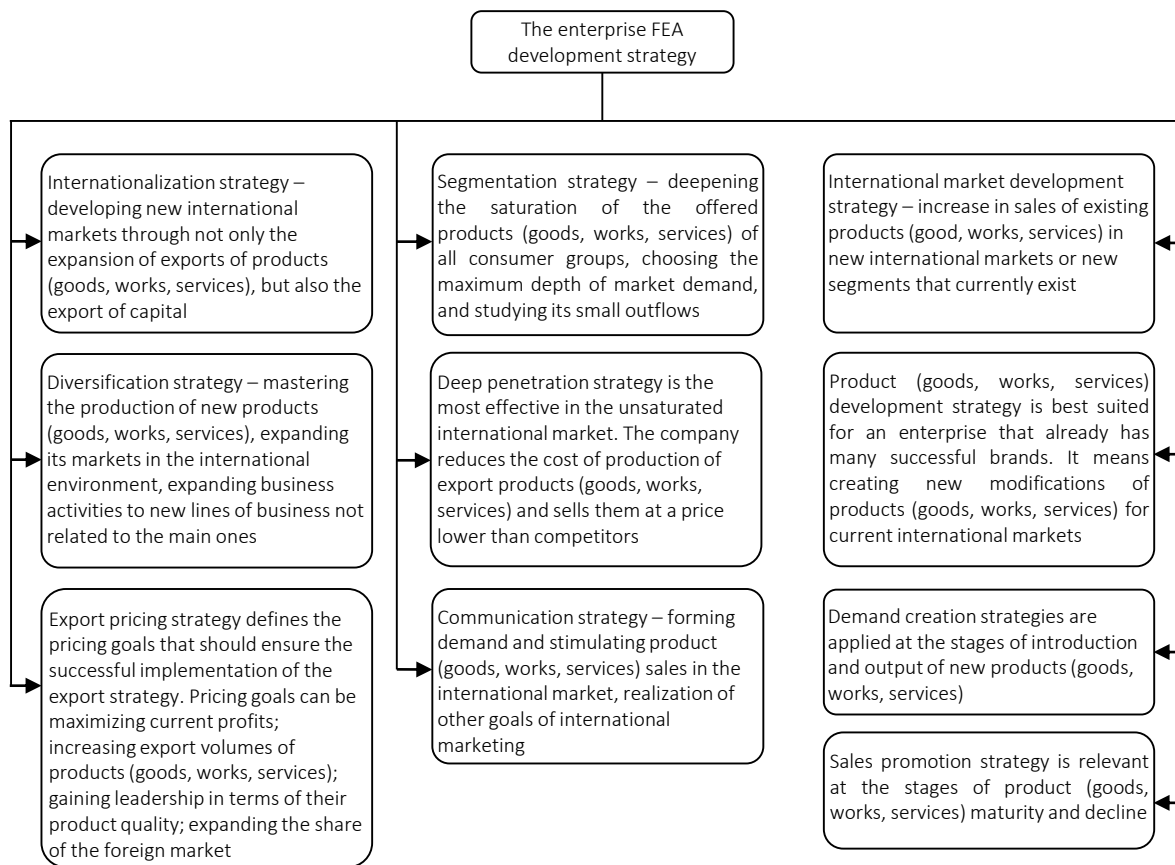 The enterprise FEA
development strategy
Internationalization strategy –
developing new international
markets through not only the
expansion of exports of products
(goods, works, services), but also the
export of capital
Diversification strategy – mastering
the production of new products
(goods, works, services), expanding
its markets in the international
environment, expanding business
activities to new lines of business not
related to the main ones
Export pricing strategy defines the
pricing goals that should ensure the
successful implementation of the
export strategy. Pricing goals can be
maximizing current profits;
increasing export volumes of
products (goods, works, services);
gaining leadership in terms of their
product quality; expanding the share
of the foreign market
Segmentation strategy – deepening
the saturation of the offered
products (goods, works, services) of
all consumer groups, choosing the
maximum depth of market demand,
and studying its small outflows
Deep penetration strategy is the
most effective in the unsaturated
international market. The company
reduces the cost of production of
export products (goods, works,
services) and sells them at a price
lower than competitors
Communication strategy – forming
demand and stimulating product
(goods, works, services) sales in the
international market, realization of
other goals of international
marketing
International market development
strategy – increase in sales of existing
products (good, works, services) in
new international markets or new
segments that currently exist
Product (goods, works, services)
development strategy is best suited
for an enterprise that already has
many successful brands. It means
creating new modifications of
products (goods, works, services) for
current international markets
Demand creation strategies are
applied at the stages of introduction
and output of new products (goods,
works, services)
Sales promotion strategy is relevant
at the stages of product (goods,
works, services) maturity and decline